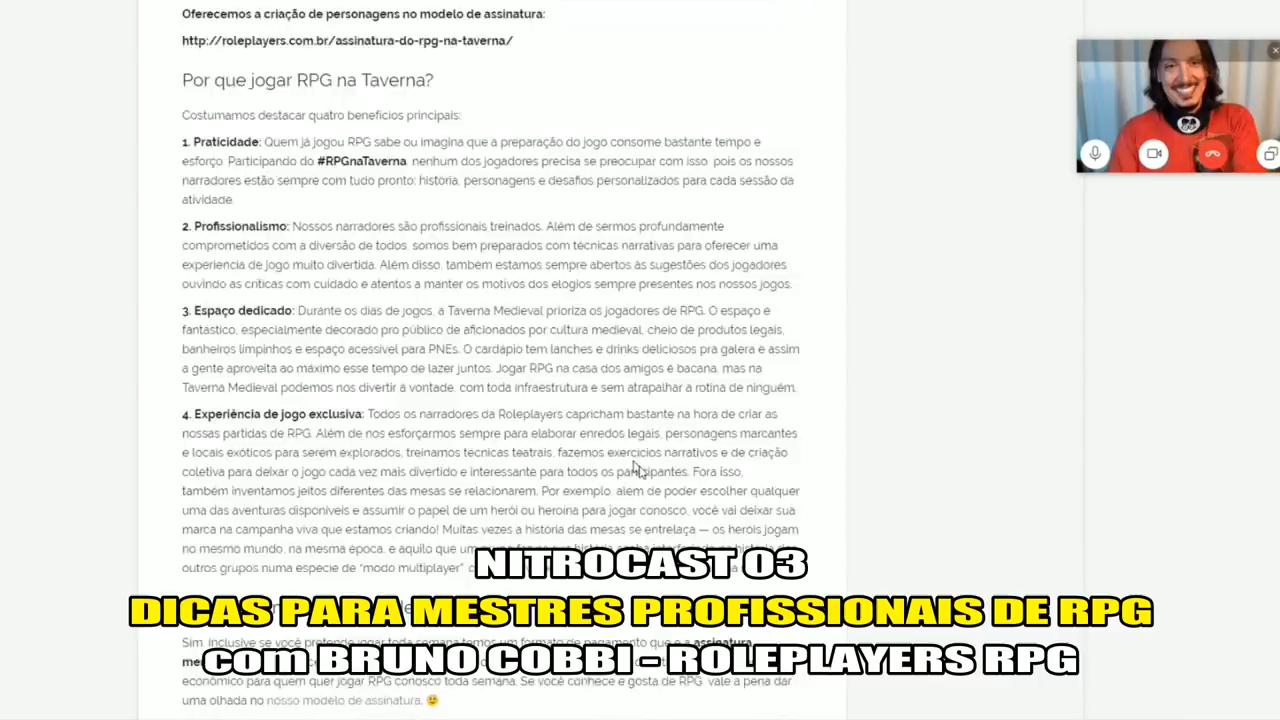 Oferecemos a criação de personagens no modelo de assinatura:
http://roleplayers.com.br/assinatura-do-rpg-na-taverna/
Por que jogar RPG na Taverna?
Costumamos destacar quatro benefícios principais:
1. Praticidade: Quem já jogou RPG sabe ou imagina que a preparação do jogo consome bastante tempo e
esforço. Participando do #RPGnaTaverna, nenhum dos jogadores precisa se preocupar com isso, pois os nossos
narradores estão sempre com tudo pronto: história, personagens e desafios personalizados para cada sessão da
atividade.
2. Profissionalismo: Nossos narradores são profissionais treinados. Além de sermos profundamente
comprometidos com a diversão de todos, somos bem preparados com técnicas narrativas para oferecer uma
experiencia de jogo muito divertida. Além disso, também estamos sempre abertos às sugestões dos jogadores
ouvindo as críticas com cuidado e atentos a manter os motivos dos elogios sempre presentes nos nossos jogos.
3. Espaço dedicado: Durante os dias de jogos, a Taverna Medieval prioriza os jogadores de RPG. O espaço é
fantástico, especialmente decorado pro público de aficionados por cultura medieval, cheio de produtos legais,
banheiros limpinhos e espaço acessível para PNEs. O cardápio tem lanches e drinks deliciosos pra galera e assim
a gente aproveita ao máximo esse tempo de lazer juntos. Jogar RPG na casa dos amigos é bacana, mas na
Taverna Medieval podemos nos divertir à vontade, com toda infraestrutura e sem atrapalhar a rotina de ninguém.
4. Experiência de jogo exclusiva: Todos os narradores da Roleplayers capricham bastante na hora de criar as
nossas partidas de RPG. Além de nos esforçarmos sempre para elaborar enredos legais, personagens marcantes
e locais exóticos para serem explorados, treinamos tecnicas teatrais, fazemos exercícios narrativos e de criação
coletiva para deixar o jogo cada vez mais divertido e interessante para todos os participantes. Fora isso,
também inventamos jeitos diferentes das mesas se relacionarem. Por exemplo, além de poder escolher qualquer
uma das aventuras disponíveis e assumir o papel de um herói ou heroína para jogar conosco, você vai deixar sua
marca na campanha viva que estamos criando! Muitas vezes a história das mesas se entrelaça — os heróis jogam
no mesmo mundo, na mesma época, e aquilo que um
outros grupos numa espécie de "modo multiplayer"
NITROCAST 03
DICAS PARA MESTRES PROFISSIONAIS DE RPG
Sim, inclusive se você pretende jogar toda semana temos um formato de pagamento que é a assinatura
com BRUNO COBBI - ROLEPLAYERS RPG
econômico para quem quer jogar RPG conosco toda semana. Se você conhece e gosta de RPG, vale a pena dar
uma olhada no nosso modelo de assinatura. 🙂